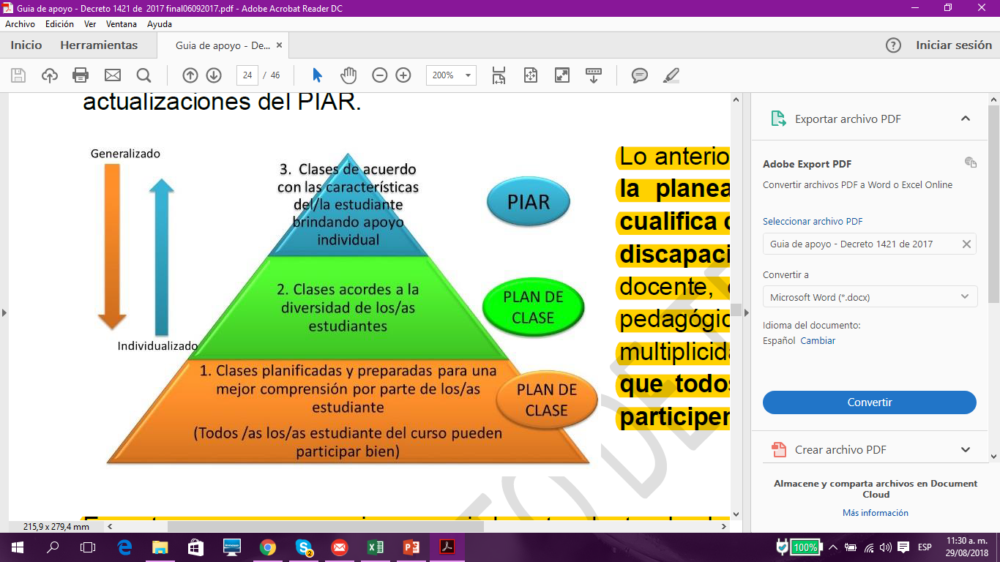 Guia de apoyo - Decreto 1421 de 2017 final06092017.pdf - Adobe Acrobat Reader DC
Archivo Edición Ver Ventana Ayuda
Inicio Herramientas Guia de apoyo - De... Iniciar sesión
24 / 46 200%
actualizaciones del PIAR.
Generalizado
Individualizado
3. Clases de acuerdo
con las características
del/la estudiante
brindando apoyo
individual
PIAR
2. Clases acordes a la
diversidad de los/as
estudiantes
PLAN DE
CLASE
1. Clases planificadas y preparadas para una
mejor comprensión por parte de los/as
estudiante
(Todos /as los/as estudiante del curso pueden
participar bien)
PLAN DE
CLASE
Lo anterio
la planea
cualifica
discapaci
docente,
pedagógic
multiplicida
que todos
participen
215,9 x 279,4 mm
Exportar archivo PDF
Adobe Export PDF
Convertir archivos PDF a Word o Excel Online
Seleccionar archivo PDF
Guia de apoyo - Decreto 1421 de 2017
Convertir a
Microsoft Word (*.docx)
Idioma del documento:
Español Cambiar
Convertir
Crear archivo PDF
Almacene y comparta archivos en Document
Cloud
Más información
2
100%
ESP
11:30 a. m.
29/08/2018